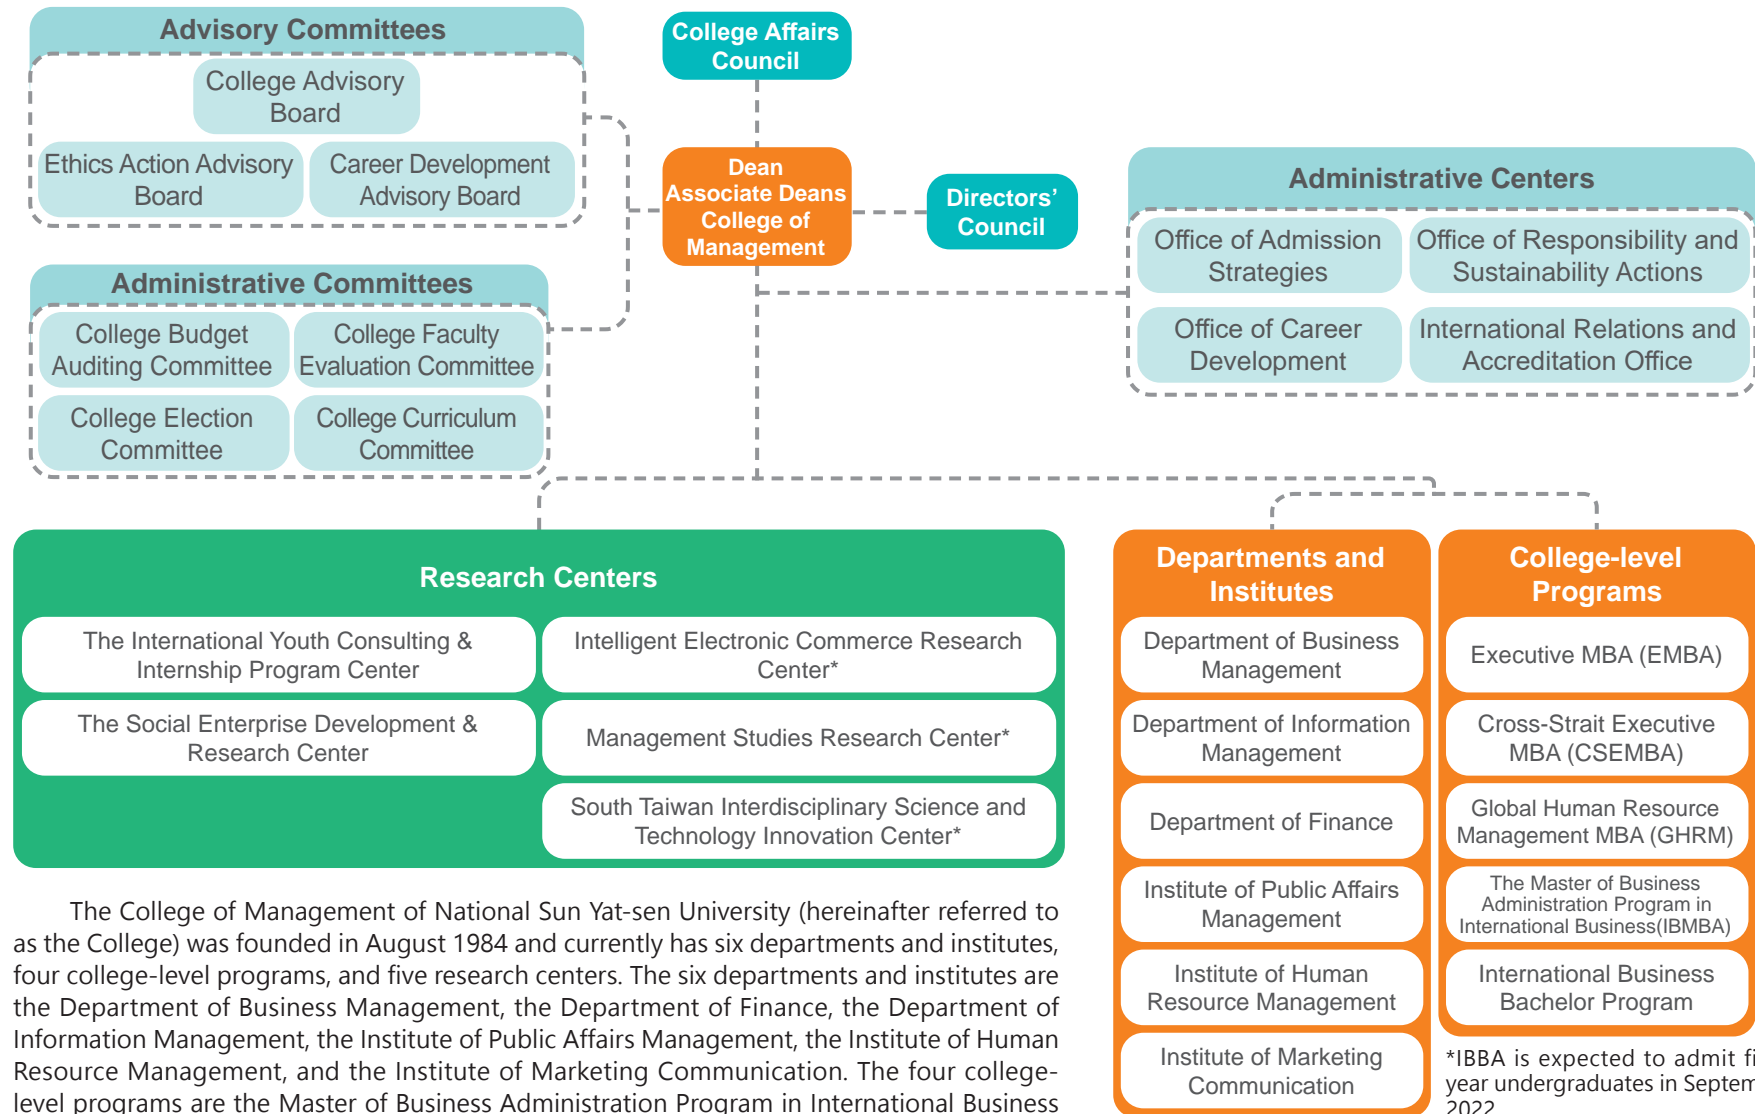 Advisory Committees
College Advisory
Board
Ethics Action Advisory
Board
Career Development
Advisory Board
Administrative Committees
College Budget
Auditing Committee
College Faculty
Evaluation Committee
College Election
Committee
College Curriculum
Committee
College Affairs
Council
Dean
Associate Deans
College of
Management
Directors'
Council
Administrative Centers
Office of Admission
Strategies
Office of Responsibility and
Sustainability Actions
Office of Career
Development
International Relations and
Accreditation Office
Research Centers
The International Youth Consulting &
Internship Program Center
Intelligent Electronic Commerce Research
Center*
The Social Enterprise Development &
Research Center
Management Studies Research Center*
South Taiwan Interdisciplinary Science and
Technology Innovation Center*
Departments and
Institutes
Department of Business
Management
Department of Information
Management
Department of Finance
Institute of Public Affairs
Management
Institute of Human
Resource Management
Institute of Marketing
Communication
College-level
Programs
Executive MBA (EMBA)
Cross-Strait Executive
MBA (CSEMBA)
Global Human Resource
Management MBA (GHRM)
The Master of Business
Administration Program in
International Business(IBMBA)
International Business
Bachelor Program
*IBBA is expected to admit fi
year undergraduates in Septem
2022
The College of Management of National Sun Yat-sen University (hereinafter referred to
as the College) was founded in August 1984 and currently has six departments and institutes,
four college-level programs, and five research centers. The six departments and institutes are
the Department of Business Management, the Department of Finance, the Department of
Information Management, the Institute of Public Affairs Management, the Institute of Human
Resource Management, and the Institute of Marketing Communication. The four college-
level programs are the Master of Business Administration Program in International Business